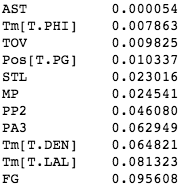 AST 0.000054
Tm[T.PHI] 0.007863
TOV 0.009825
Pos[T.PG] 0.010337
STL 0.023016
MP 0.024541
PP2 0.046080
PA3 0.062949
Tm[T.DEN] 0.064821
Tm[T.LAL] 0.081323
FG 0.095608